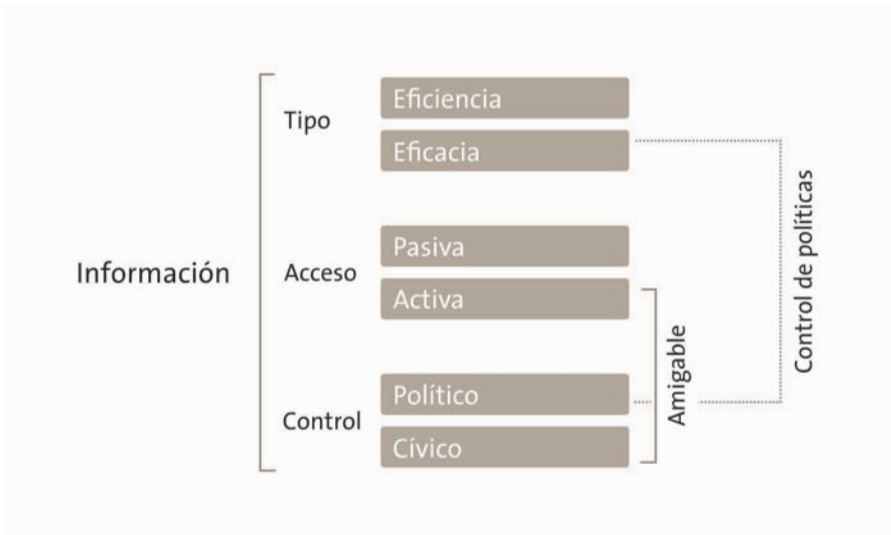 Información
Tipo
Eficiencia
Eficacia
Acceso
Pasiva
Activa
Control
Político
Cívico
Amigable
Control de políticas